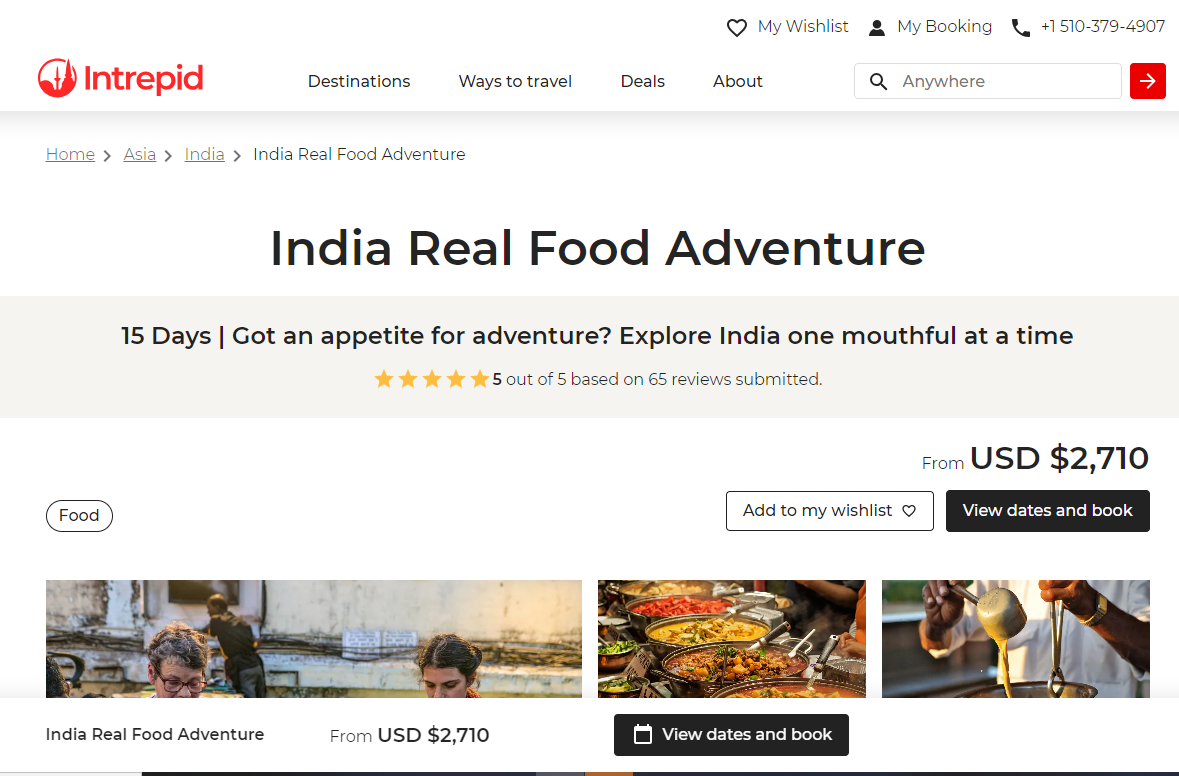 My Wishlist My Booking +1 510-379-4907
Intrepid Destinations Ways to travel Deals About Anywhere
Home Asia India India Real Food Adventure
India Real Food Adventure
15 Days | Got an appetite for adventure? Explore India one mouthful at a time
5 out of 5 based on 65 reviews submitted.
From USD $2,710
Food Add to my wishlist View dates and book
India Real Food Adventure From USD $2,710 View dates and book